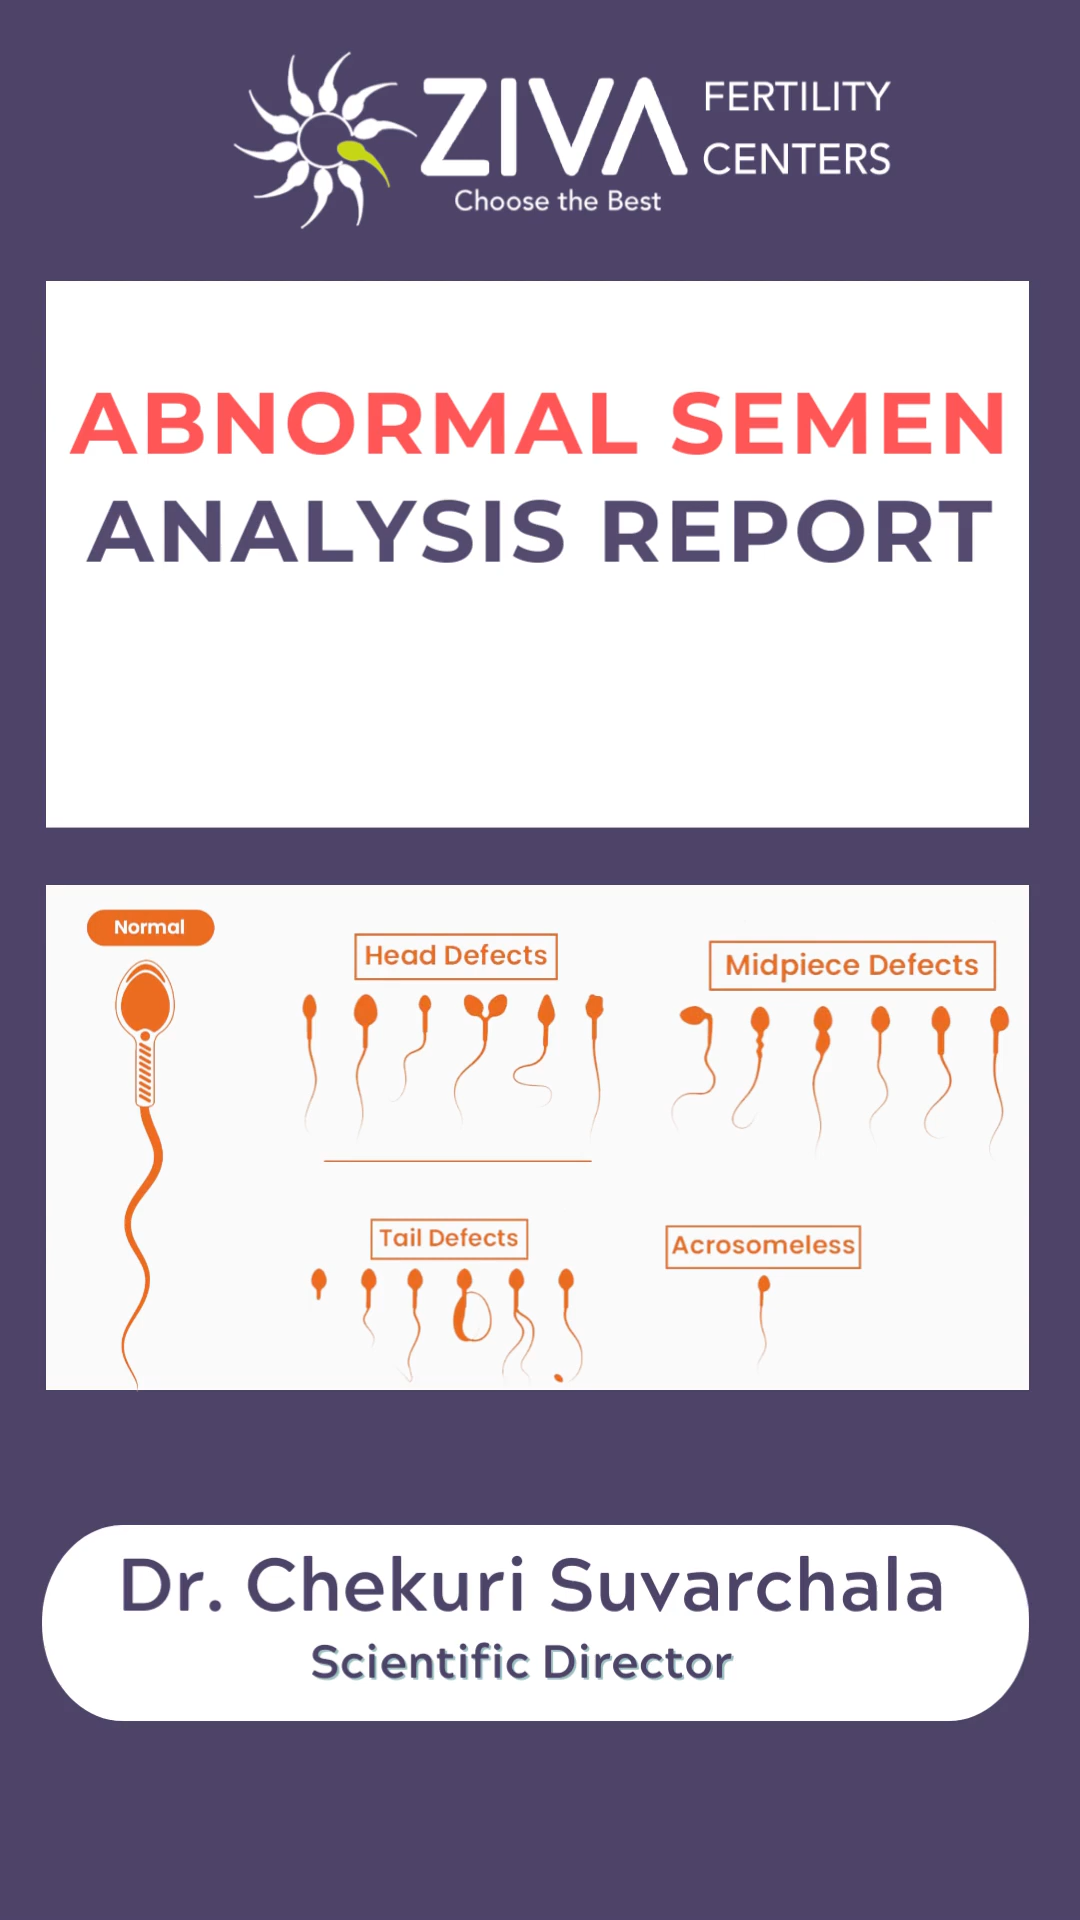 ZIVA FERTILITY
CENTERS
Choose the Best
ABNORMAL SEMEN
ANALYSIS REPORT
Normal
Head Defects
Midpiece Defects
Tail Defects
Acrosomeless
Dr. Chekuri Suvarchala
Scientific Director